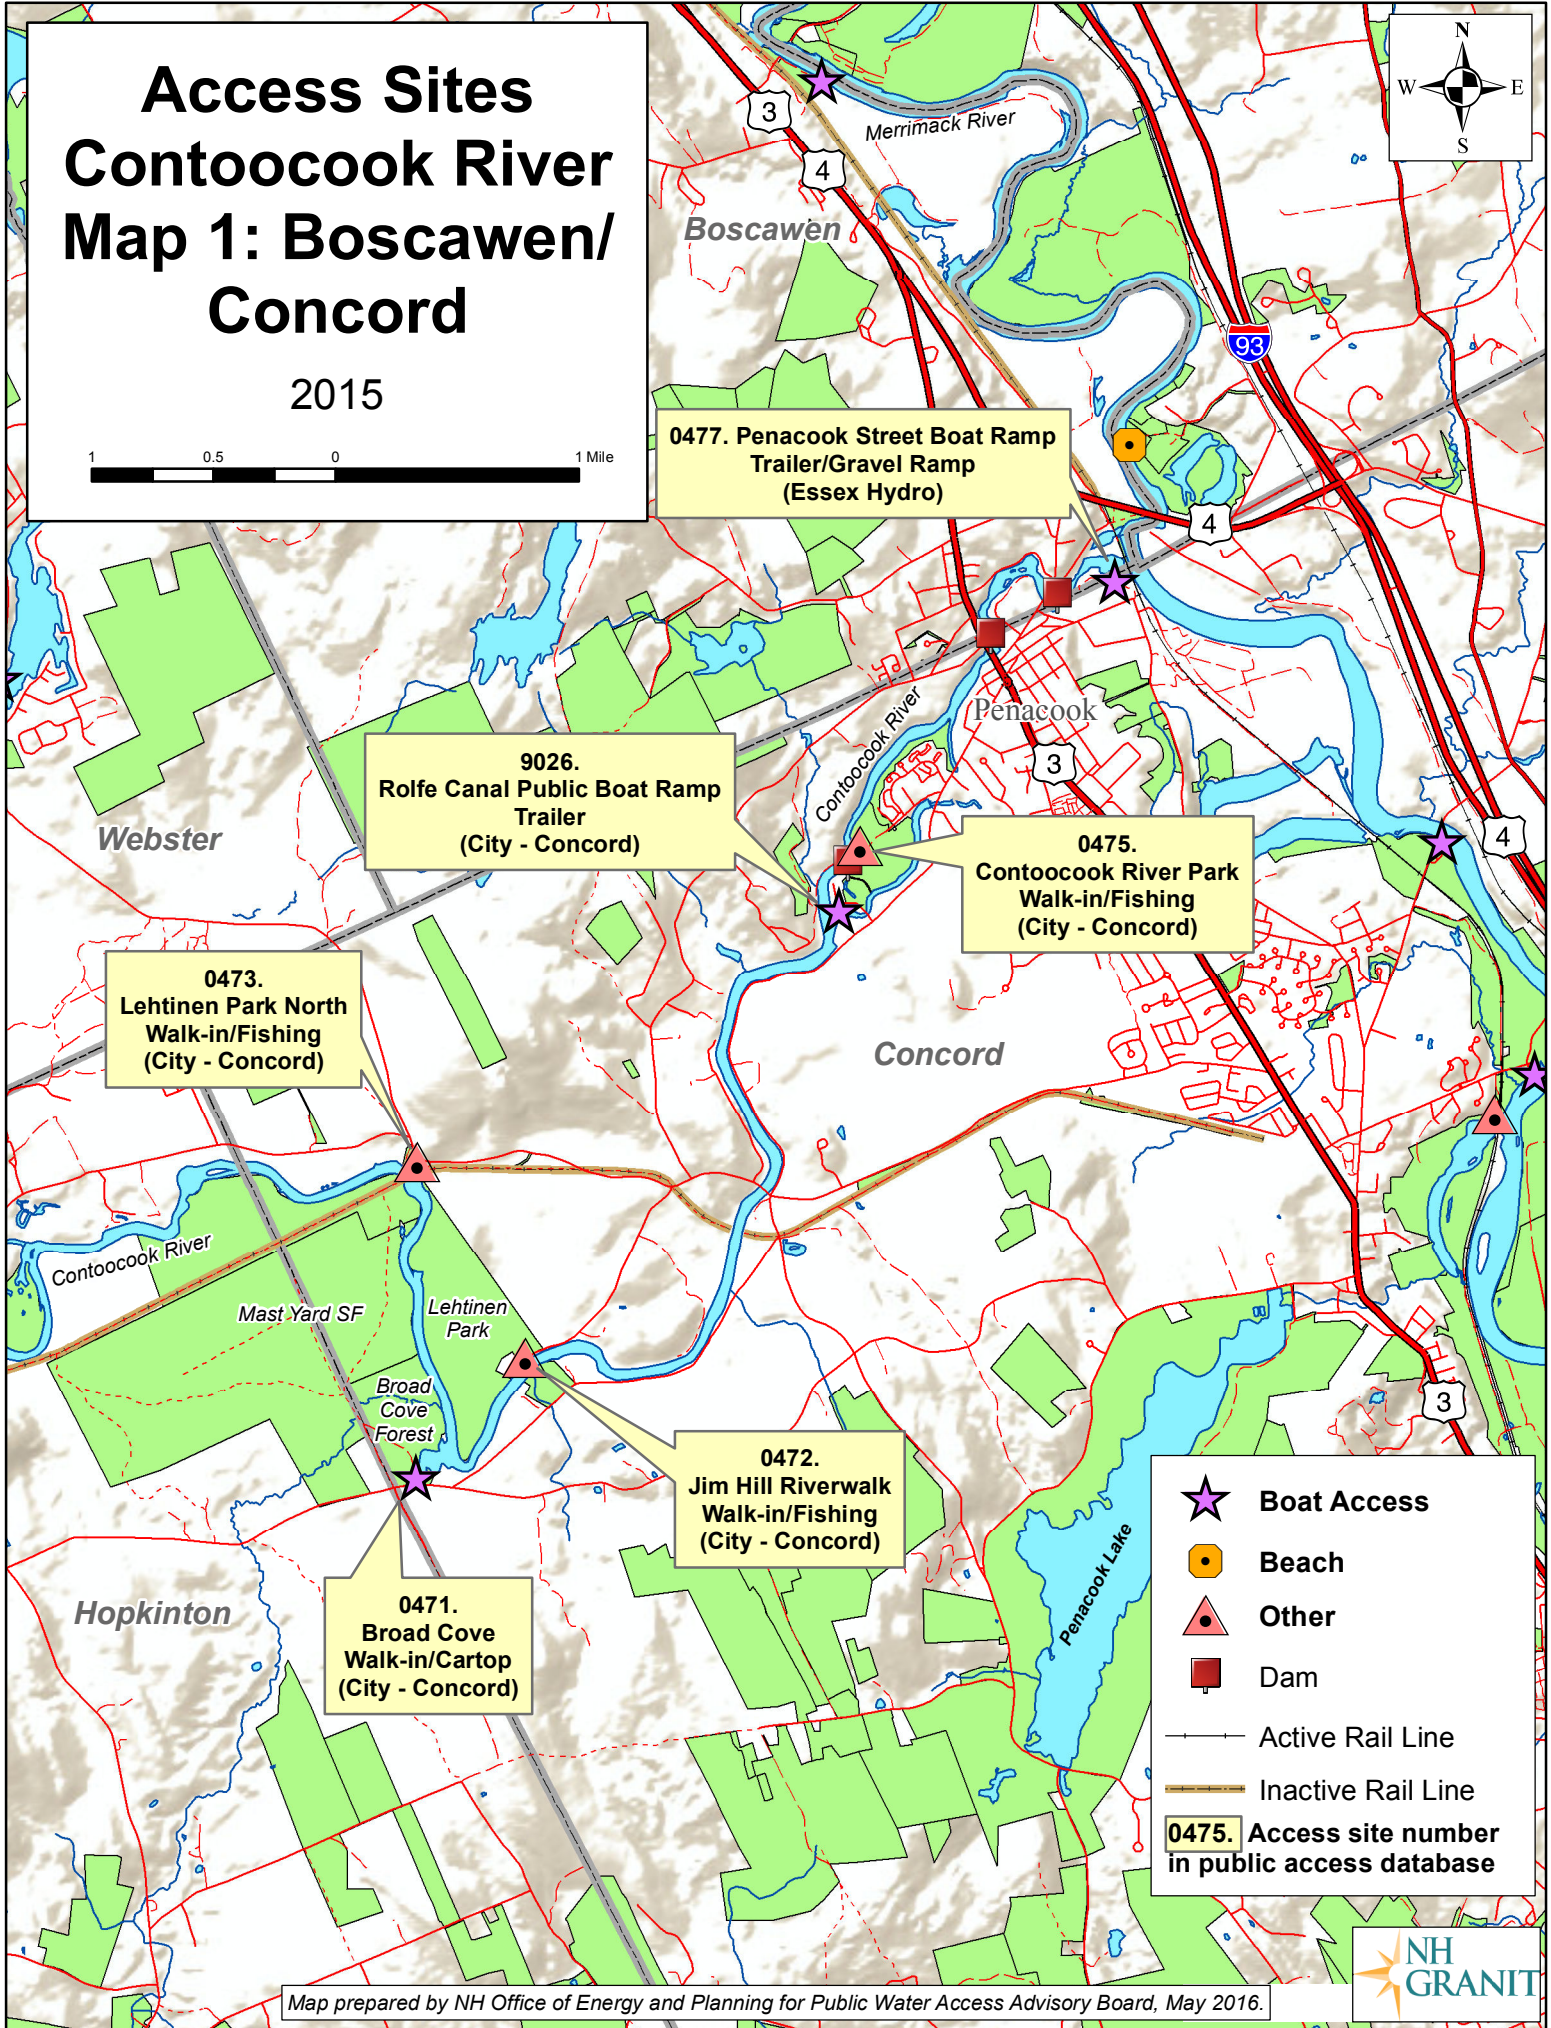 Access Sites
Contoocook River
Map 1: Boscawen/
Concord
2015
1 0.5 0 1 Mile
N
W E
S
3
4
Merrimack River
Boscawen
93
0477. Penacook Street Boat Ramp
Trailer/Gravel Ramp
(Essex Hydro)
4
Penacook
Contoocook River
3
9026.
Rolfe Canal Public Boat Ramp
Trailer
(City - Concord)
Webster
0475.
Contoocook River Park
Walk-in/Fishing
(City - Concord)
4
0473.
Lehtinen Park North
Walk-in/Fishing
(City - Concord)
Concord
Contoocook River
Mast Yard SF
Lehtinen
Park
Broad
Cove
Forest
3
0472.
Jim Hill Riverwalk
Walk-in/Fishing
(City - Concord)
Penacook Lake
Hopkinton
0471.
Broad Cove
Walk-in/Cartop
(City - Concord)
Boat Access
Beach
Other
Dam
Active Rail Line
Inactive Rail Line
0475. Access site number
in public access database
NH
GRANIT
Map prepared by NH Office of Energy and Planning for Public Water Access Advisory Board, May 2016.